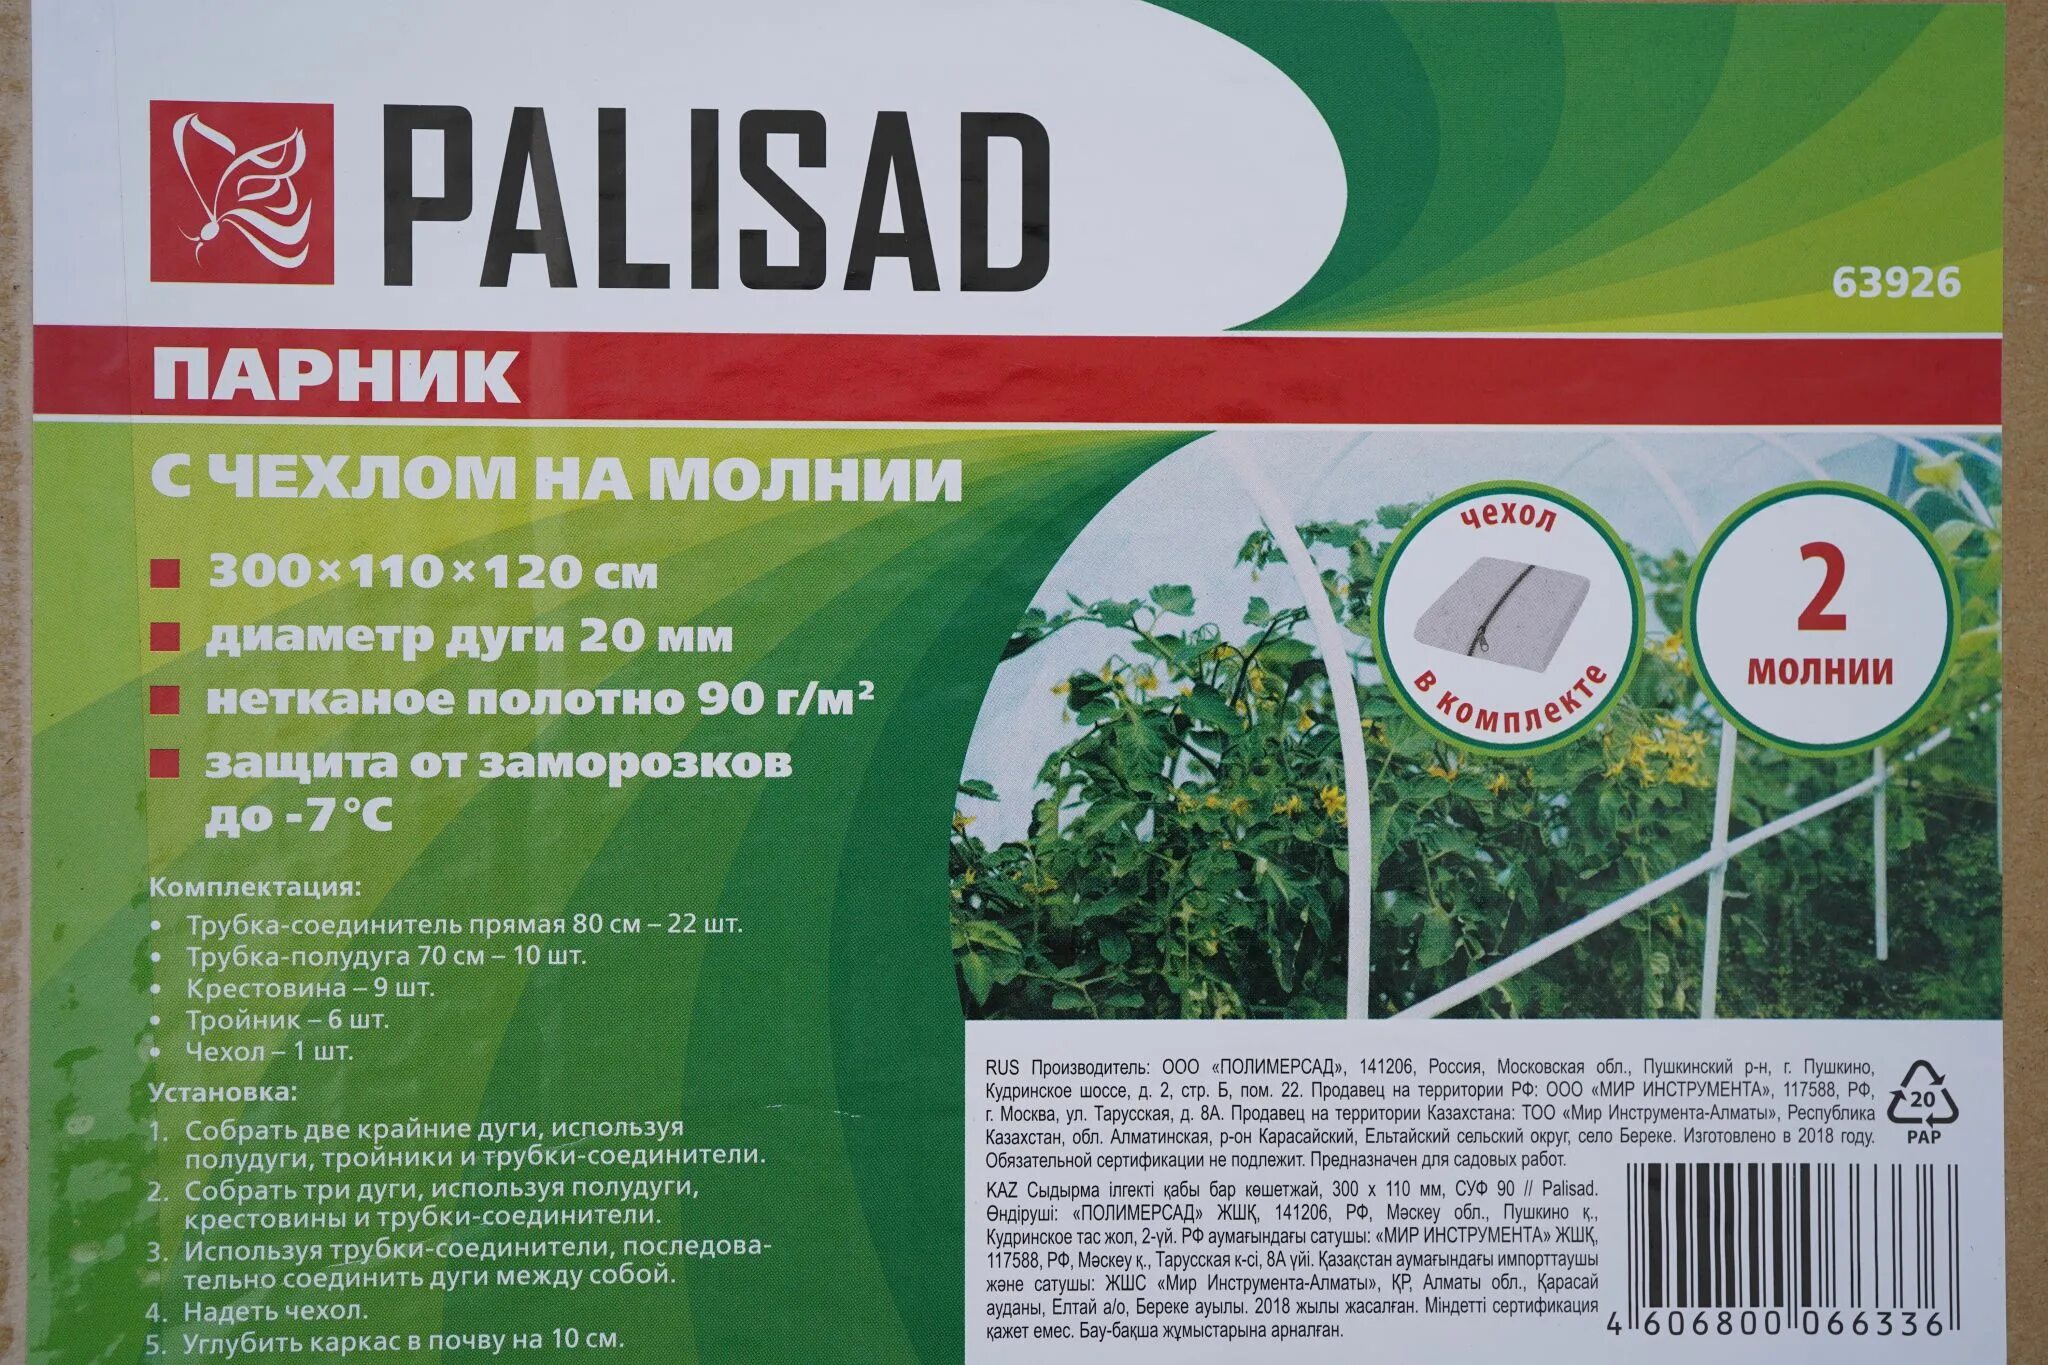 PALISAD
63926
ПАРНИК
С ЧЕХЛОМ НА МОЛНИИ
300×110×120 см
диаметр дуги 20 мм
нетканое полотно 90 г/м²
защита от заморозков
до -7°С
чехол
в комплекте
2
МОЛНИИ
Комплектация:
• Трубка-соединитель прямая 80 см – 22 шт.
• Трубка-полудуга 70 см – 10 шт.
• Крестовина – 9 шт.
• Тройник – 6 шт.
• Чехол – 1 шт.
Установка:
1. Собрать две крайние дуги, используя
полудуги, тройники и трубки-соединители.
2. Собрать три дуги, используя полудуги,
крестовины и трубки-соединители.
3. Используя трубки-соединители, последова-
тельно соединить дуги между собой.
4. Надеть чехол.
5. Углубить каркас в почву на 10 см.
RUS Производитель: ООО «ПОЛИМЕРСАД», 141206, Россия, Московская обл., Пушкинский р-н, г. Пушкино,
Кудринское шоссе, д. 2, стр. Б, пом. 22. Продавец на территории РФ: ООО «МИР ИНСТРУМЕНТА», 117588, РФ,
г. Москва, ул. Тарусская, д. 8А. Продавец на территории Казахстана: ТОО «Мир Инструмента-Алматы», Республика
Казахстан, обл. Алматинская, р-он Карасайский, Ельтайский сельский округ, село Береке. Изготовлено в 2018 году.
Обязательной сертификации не подлежит. Предназначен для садовых работ.
KAZ Сыдырма ілгекті қабы бар көшетжай, 300 х 110 мм, СУФ 90 // Palisad.
Өндіруші: «ПОЛИМЕРСАД» ЖШҚ, 141206, РФ, Мәскеу обл., Пушкино қ.,
Кудринское тас жол, 2-үй. РФ аумағындағы сатушы: «МИР ИНСТРУМЕНТА» ЖШҚ,
117588, РФ, Мәскеу қ., Тарусская к-сі, 8А үйі. Қазақстан аумағындағы импорттаушы
және сатушы: ЖШС «Мир Инструмента-Алматы», ҚР, Алматы обл., Қарасай
ауданы, Елтай а/о, Береке ауылы. 2018 жылы жасалған. Міндетті сертификация
қажет емес. Бау-бақша жұмыстарына арналған.
20
PAP
4 606800 066336